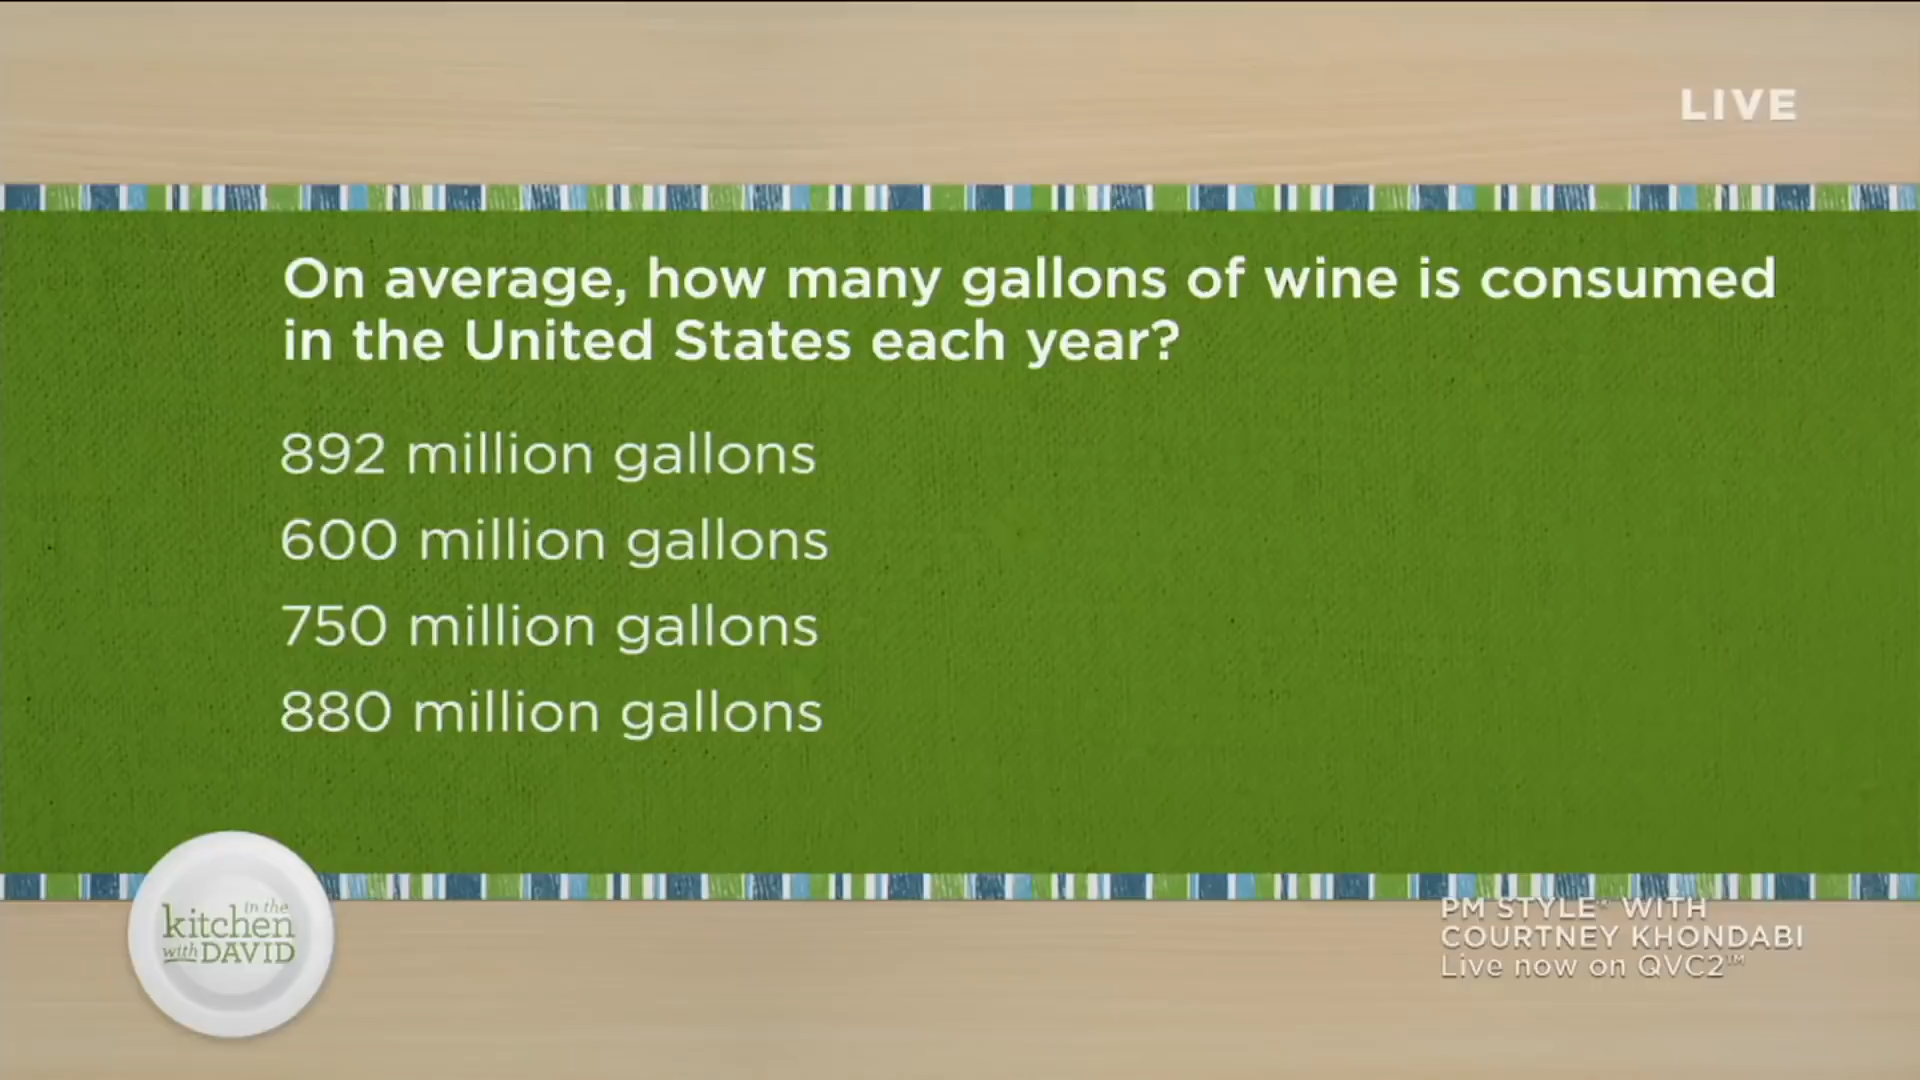 LIVE
On average, how many gallons of wine is consumed
in the United States each year?
892 million gallons
600 million gallons
750 million gallons
880 million gallons
in the
kitchen
with DAVID
PM STYLE® WITH
COURTNEY KHONDABI
Live now on QVC2℠